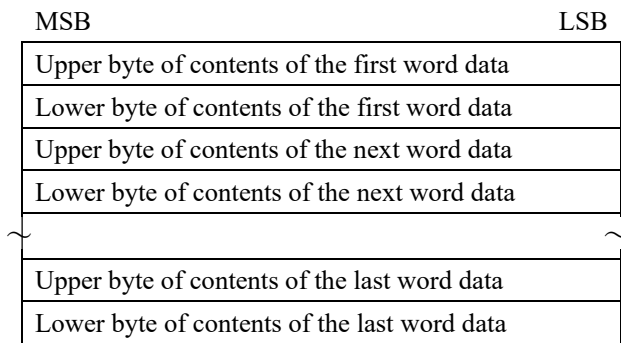 MSB LSB
Upper byte of contents of the first word data
Lower byte of contents of the first word data
Upper byte of contents of the next word data
Lower byte of contents of the next word data
~ ~
Upper byte of contents of the last word data
Lower byte of contents of the last word data